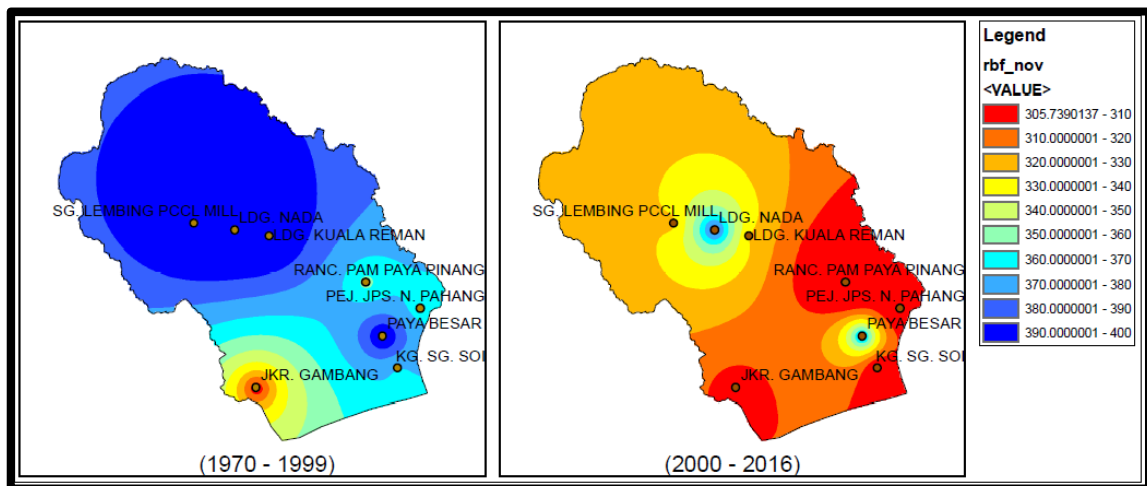 SG. LEMBING PCCL MILL
LDG. NADA
LDG. KUALA REMAN
RANC. PAM PAYA PINANG
PEJ. JPS. N. PAHANG
PAYA BESAR
KG. SG. SOI
JKR. GAMBANG
(1970 - 1999)
SG. LEMBING PCCL MILL
LDG. NADA
LDG. KUALA REMAN
RANC. PAM PAYA PINANG
PEJ. JPS. N. PAHANG
PAYA BESAR
KG. SG. SOI
JKR. GAMBANG
(2000 - 2016)
Legend
rbf_nov
<VALUE>
305.7390137 - 310
310.0000001 - 320
320.0000001 - 330
330.0000001 - 340
340.0000001 - 350
350.0000001 - 360
360.0000001 - 370
370.0000001 - 380
380.0000001 - 390
390.0000001 - 400